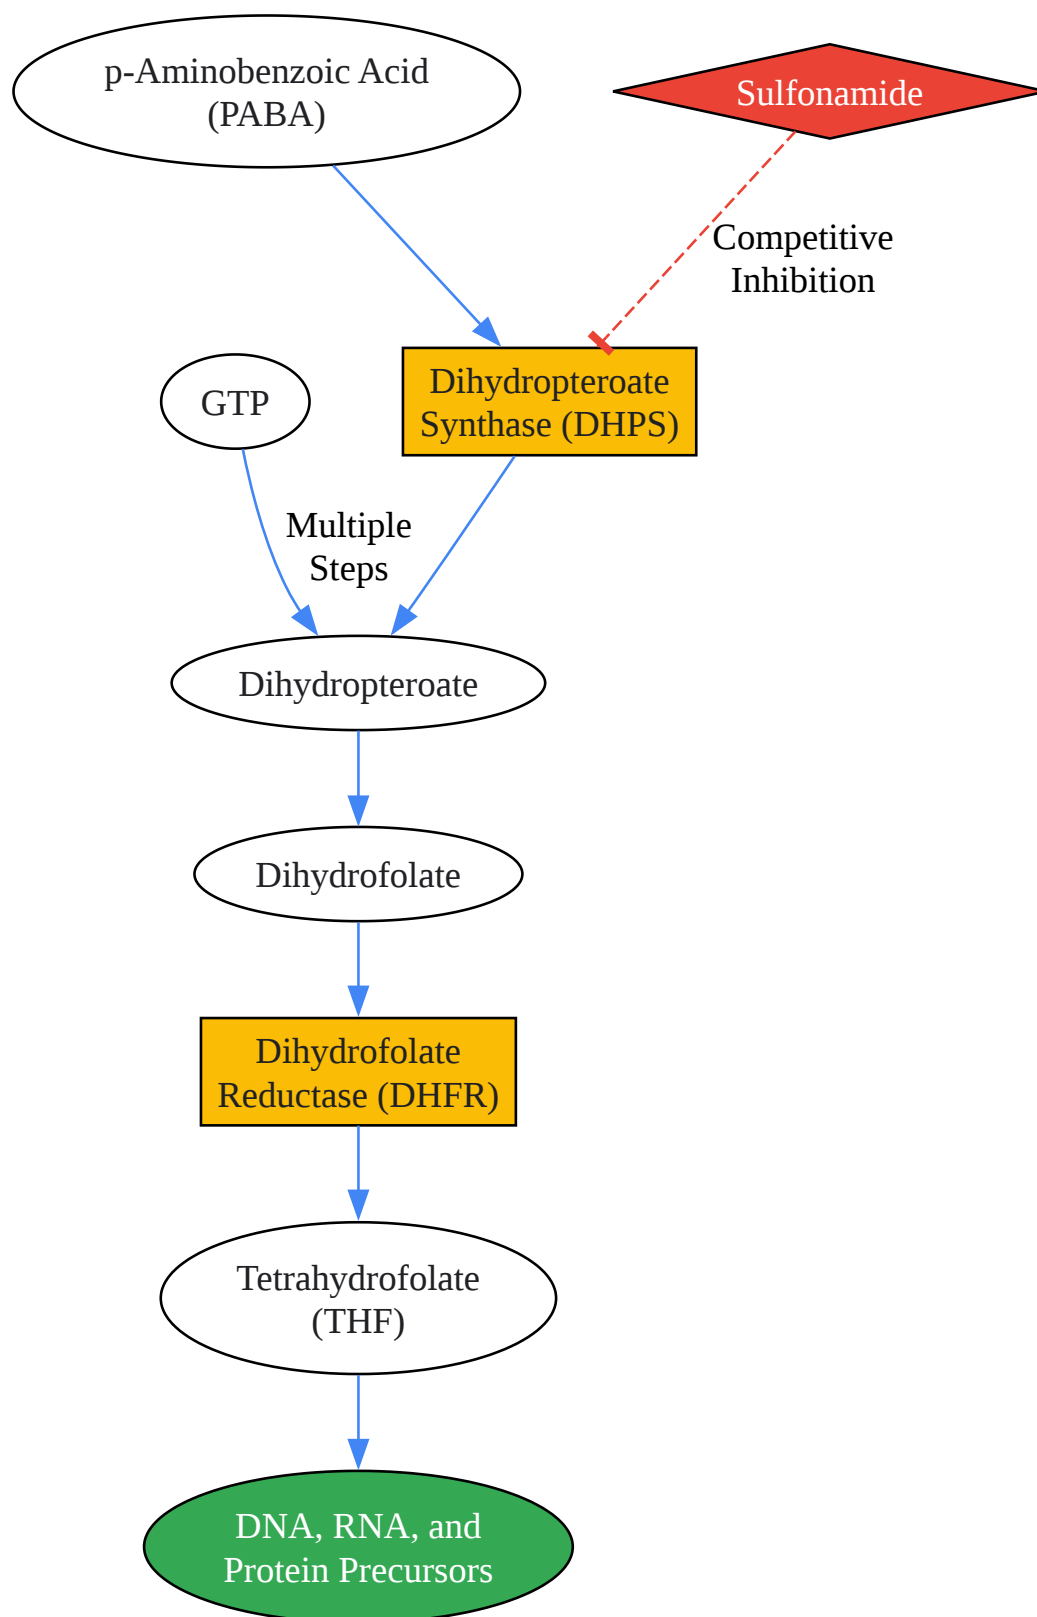 p-Aminobenzoic Acid
(PABA)
Sulfonamide
Competitive
Inhibition
Dihydropteroate
Synthase (DHPS)
GTP
Multiple
Steps
Dihydropteroate
Dihydrofolate
Dihydrofolate
Reductase (DHFR)
Tetrahydrofolate
(THF)
DNA, RNA, and
Protein Precursors